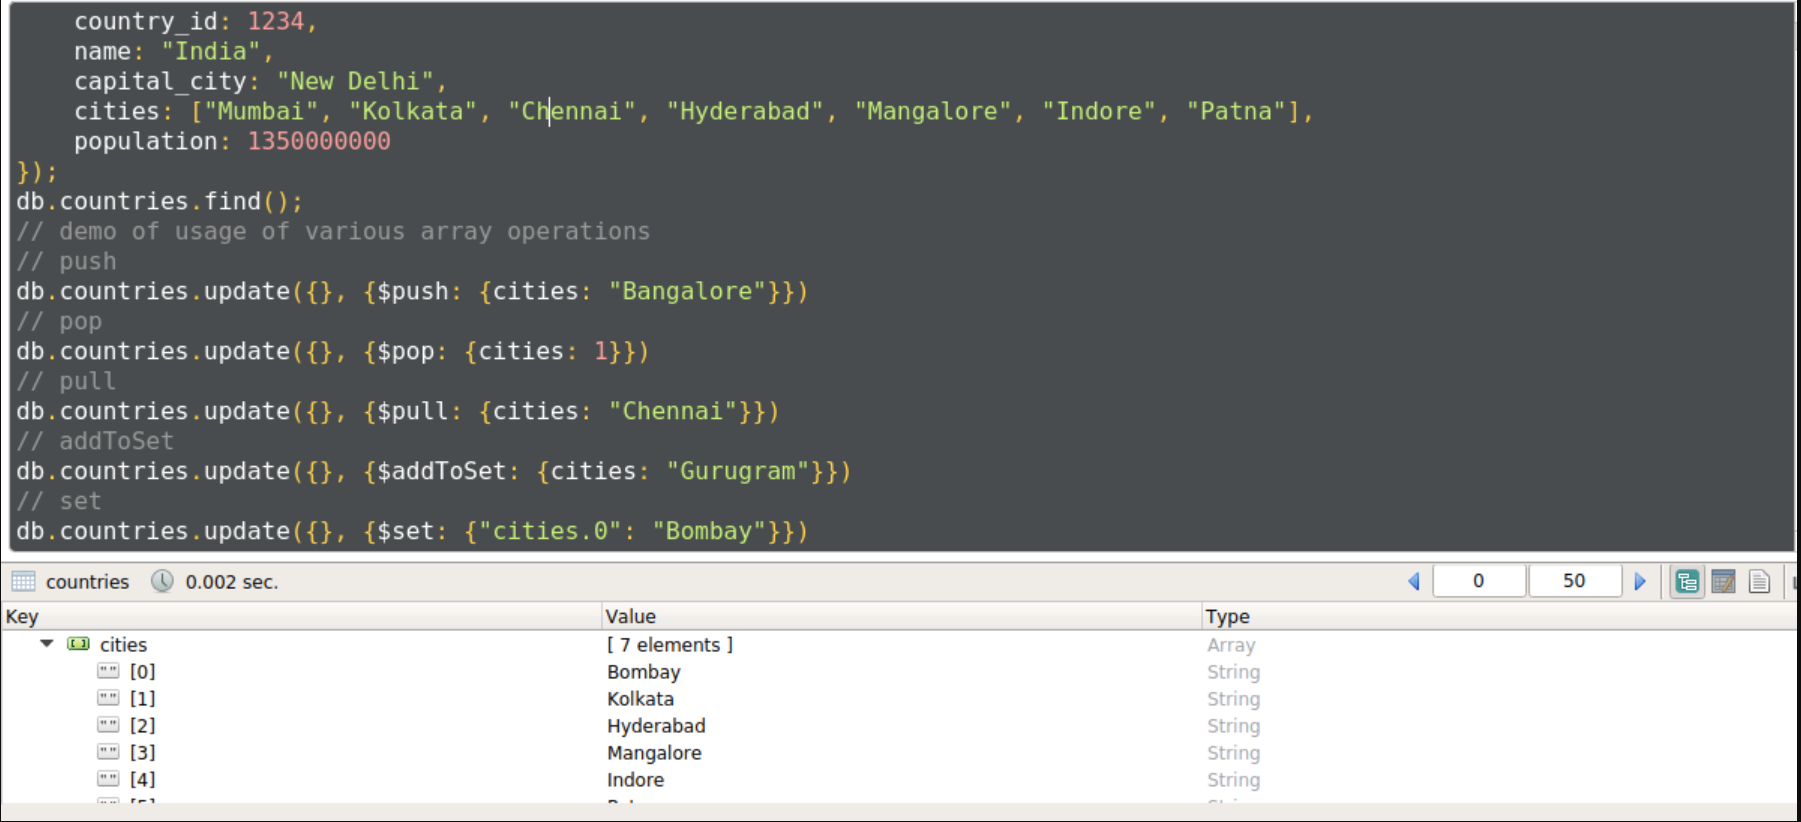 country_id: 1234,
name: "India",
capital_city: "New Delhi",
cities: ["Mumbai", "Kolkata", "Chennai", "Hyderabad", "Mangalore", "Indore", "Patna"],
population: 1350000000
});
db.countries.find();
// demo of usage of various array operations
// push
db.countries.update({}, {$push: {cities: "Bangalore"}})
// pop
db.countries.update({}, {$pop: {cities: 1}})
// pull
db.countries.update({}, {$pull: {cities: "Chennai"}})
// addToSet
db.countries.update({}, {$addToSet: {cities: "Gurugram"}})
// set
db.countries.update({}, {$set: {"cities.0": "Bombay"}})
countries 0.002 sec. 0 50
Key Value Type
cities [ 7 elements ] Array
[0] Bombay String
[1] Kolkata String
[2] Hyderabad String
[3] Mangalore String
[4] Indore String